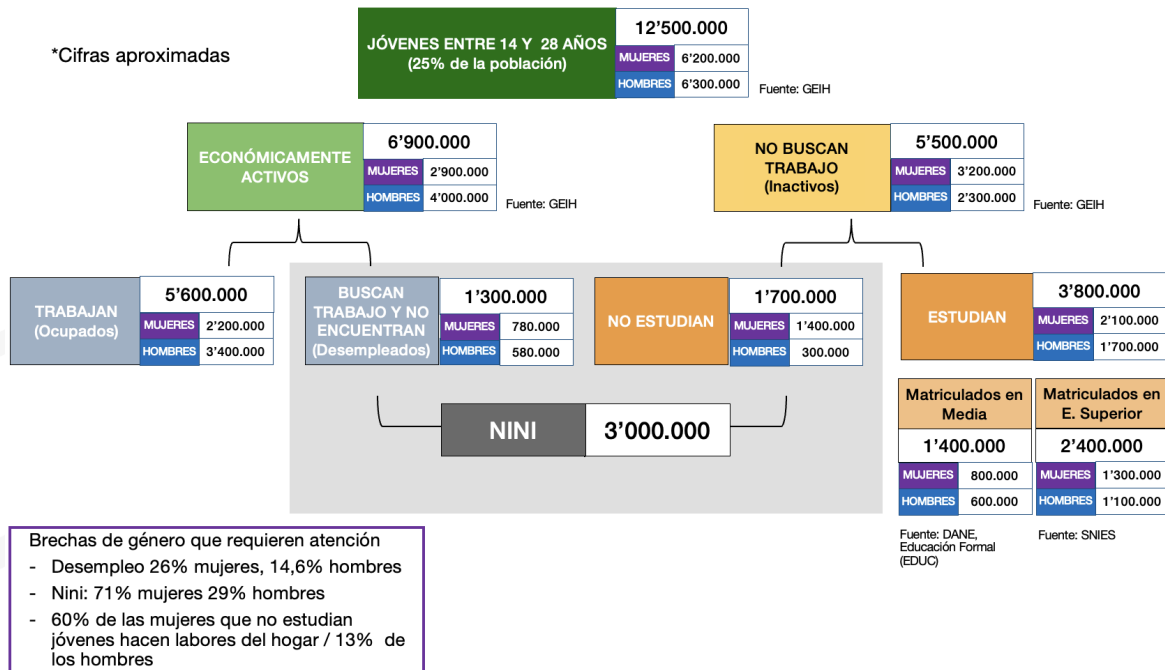 *Cifras aproximadas
JÓVENES ENTRE 14 Y 28 AÑOS
(25% de la población)
12'500.000
MUJERES 6'200.000
HOMBRES 6'300.000
Fuente: GEIH
ECONÓMICAMENTE
ACTIVOS
6'900.000
MUJERES 2'900.000
HOMBRES 4'000.000
Fuente: GEIH
NO BUSCAN
TRABAJO
(Inactivos)
5'500.000
MUJERES 3'200.000
HOMBRES 2'300.000
Fuente: GEIH
TRABAJAN
(Ocupados)
5'600.000
MUJERES 2'200.000
HOMBRES 3'400.000
BUSCAN
TRABAJO Y NO
ENCUENTRAN
(Desempleados)
1'300.000
MUJERES 780.000
HOMBRES 580.000
NO ESTUDIAN
1'700.000
MUJERES 1'400.000
HOMBRES 300.000
ESTUDIAN
3'800.000
MUJERES 2'100.000
HOMBRES 1'700.000
NINI 3'000.000
Matriculados en
Media
1'400.000
MUJERES 800.000
HOMBRES 600.000
Fuente: DANE,
Educación Formal
(EDUC)
Matriculados en
E. Superior
2'400.000
MUJERES 1'300.000
HOMBRES 1'100.000
Fuente: SNIES
Brechas de género que requieren atención
- Desempleo 26% mujeres, 14,6% hombres
- Nini: 71% mujeres 29% hombres
- 60% de las mujeres que no estudian
jóvenes hacen labores del hogar / 13% de
los hombres